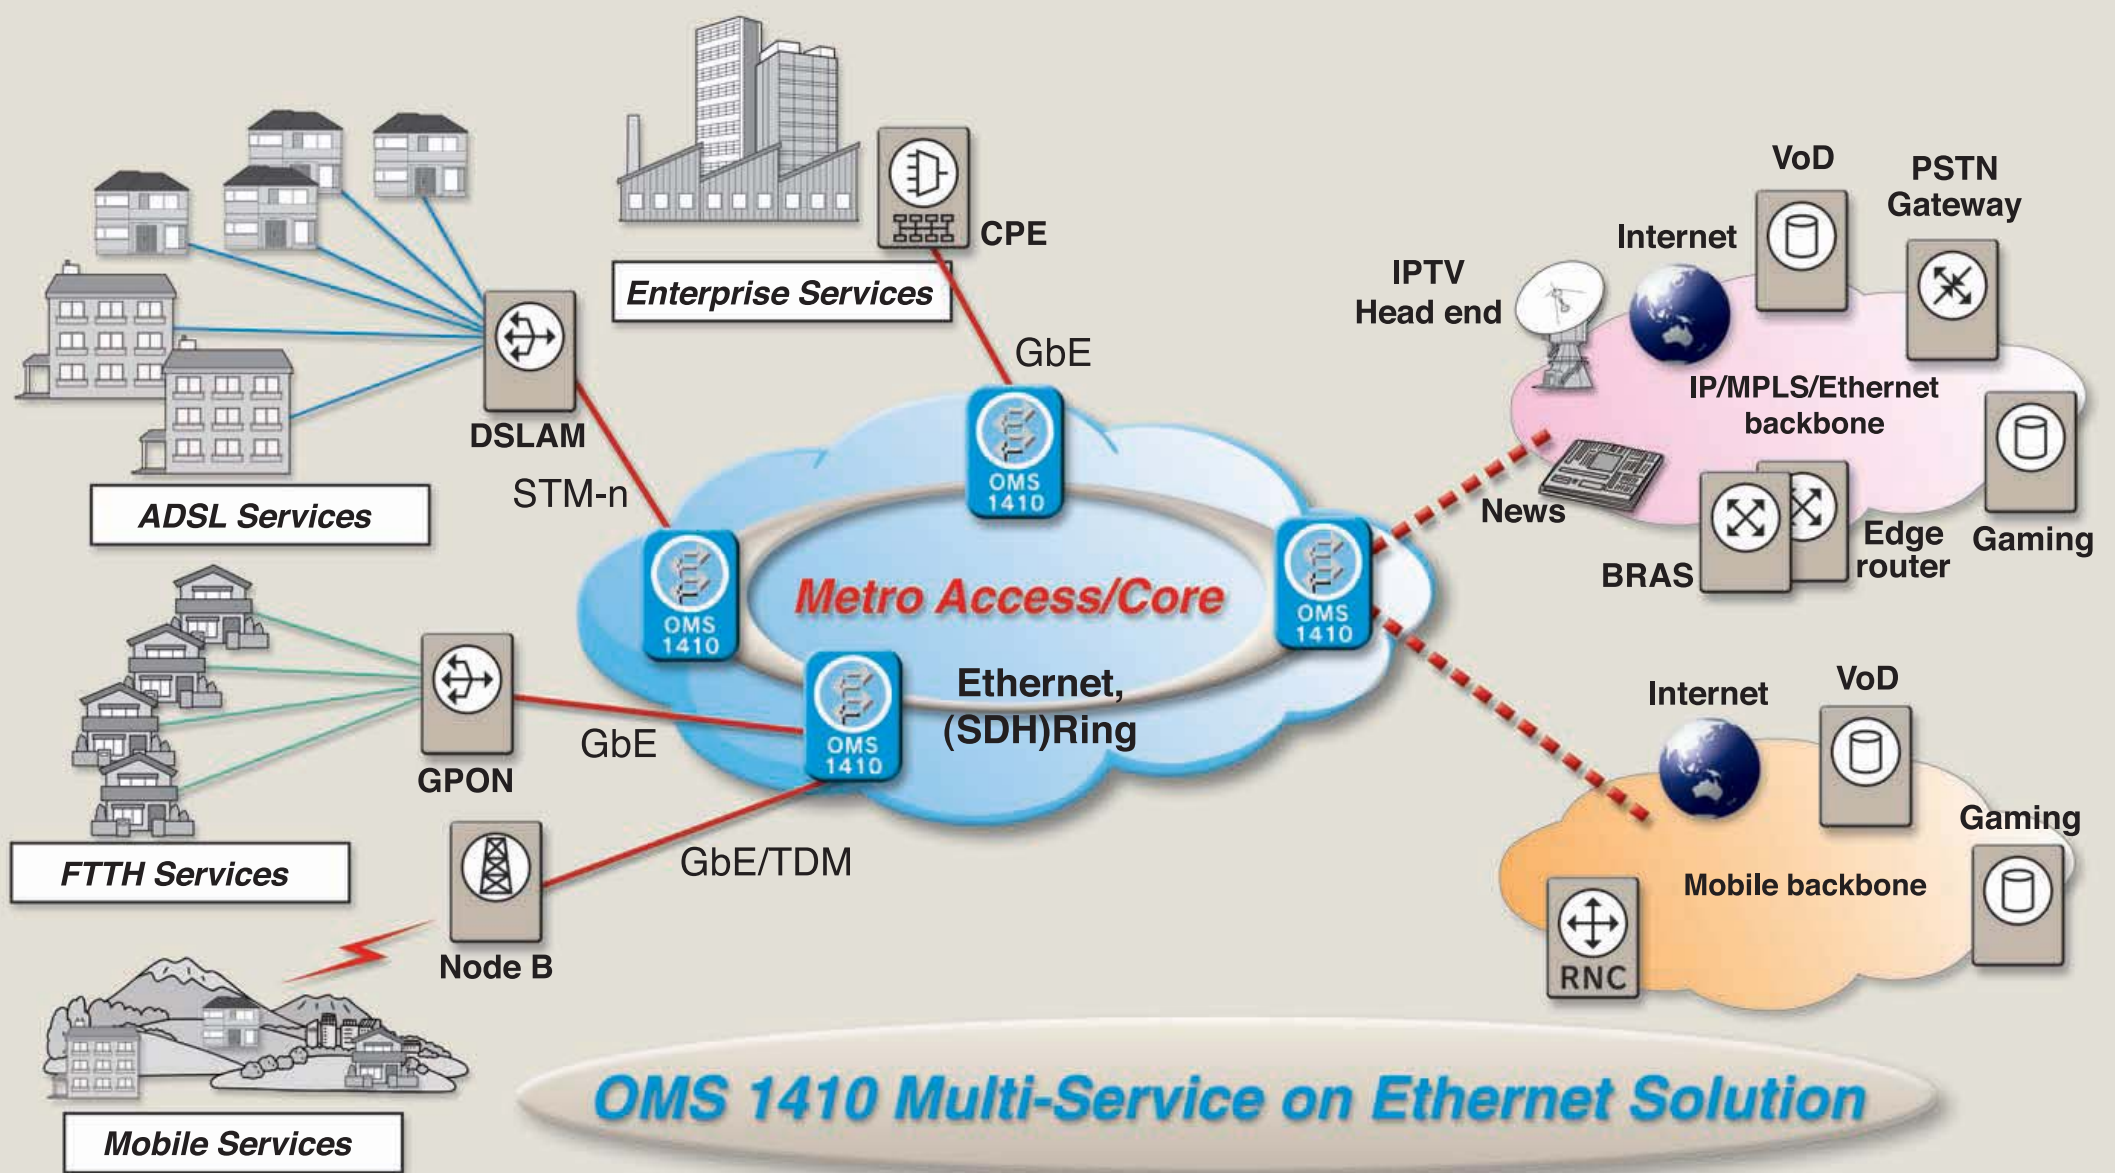 CPE
Enterprise Services
GbE
DSLAM
STM-n
ADSL Services
GPON
GbE
FTTH Services
Node B
GbE/TDM
Mobile Services
OMS
1410
OMS
1410
OMS
1410
OMS
1410
Metro Access/Core
Ethernet,
(SDH)Ring
VoD
PSTN
Gateway
Internet
IPTV
Head end
IP/MPLS/Ethernet
backbone
News
BRAS
Edge
router
Gaming
Internet
VoD
Gaming
Mobile backbone
RNC
OMS 1410 Multi-Service on Ethernet Solution